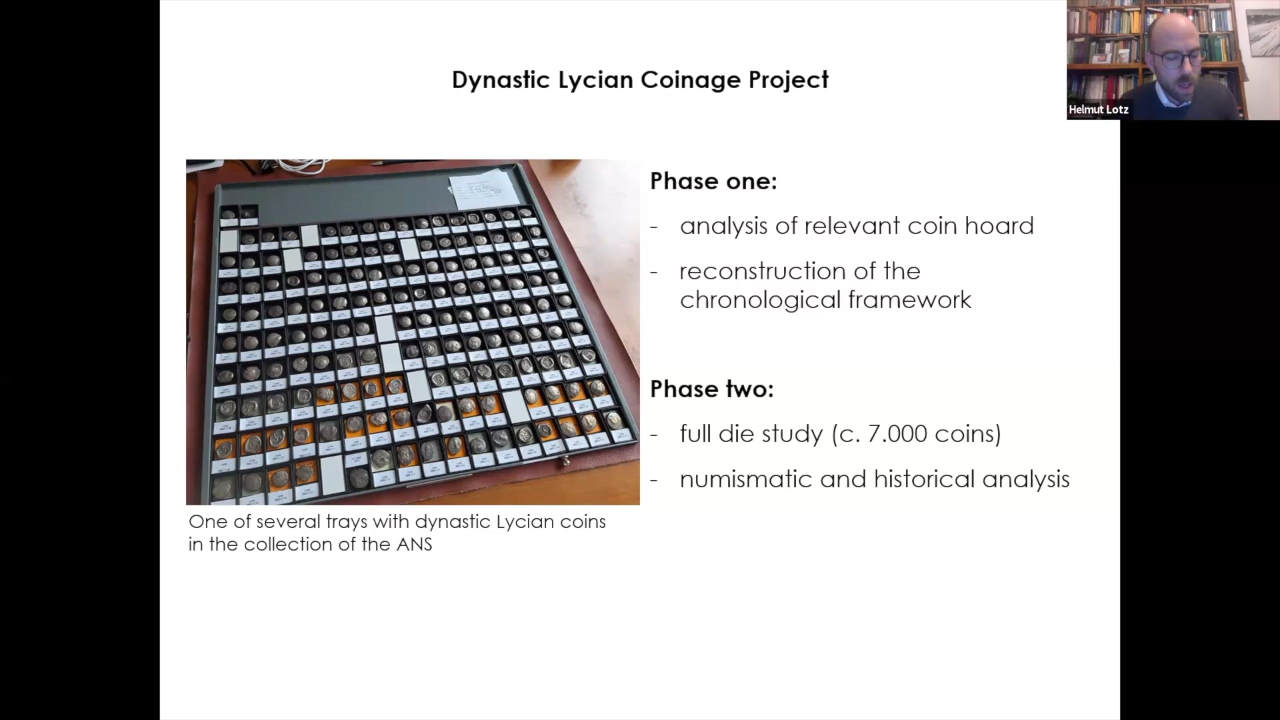 Dynastic Lycian Coinage Project
Helmut Lotz
Phase one:
- analysis of relevant coin hoard
- reconstruction of the
chronological framework
Phase two:
- full die study (c. 7.000 coins)
- numismatic and historical analysis
One of several trays with dynastic Lycian coins
in the collection of the ANS